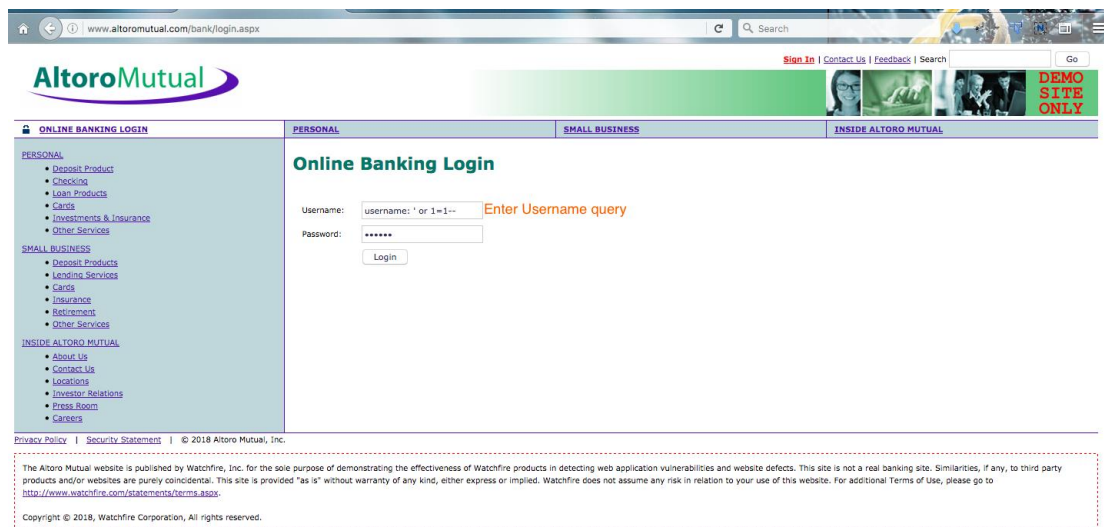 www.altoromutual.com/bank/login.aspx
Search
Sign In | Contact Us | Feedback | Search
Go
AltoroMutual
DEMO
SITE
ONLY
ONLINE BANKING LOGIN
PERSONAL
SMALL BUSINESS
INSIDE ALTORO MUTUAL
PERSONAL
• Deposit Product
• Checking
• Loan Products
• Cards
• Investments & Insurance
• Other Services
SMALL BUSINESS
• Deposit Products
• Lending Services
• Cards
• Insurance
• Retirement
• Other Services
INSIDE ALTORO MUTUAL
• About Us
• Contact Us
• Locations
• Investor Relations
• Press Room
• Careers
Online Banking Login
Username: username: ' or 1=1-- Enter Username query
Password: ••••••
Login
Privacy Policy | Security Statement | © 2018 Altoro Mutual, Inc.
The Altoro Mutual website is published by Watchfire, Inc. for the sole purpose of demonstrating the effectiveness of Watchfire products in detecting web application vulnerabilities and website defects. This site is not a real banking site. Similarities, if any, to third party
products and/or websites are purely coincidental. This site is provided "as is" without warranty of any kind, either express or implied. Watchfire does not assume any risk in relation to your use of this website. For additional Terms of Use, please go to
http://www.watchfire.com/statements/terms.aspx.
Copyright © 2018, Watchfire Corporation, All rights reserved.